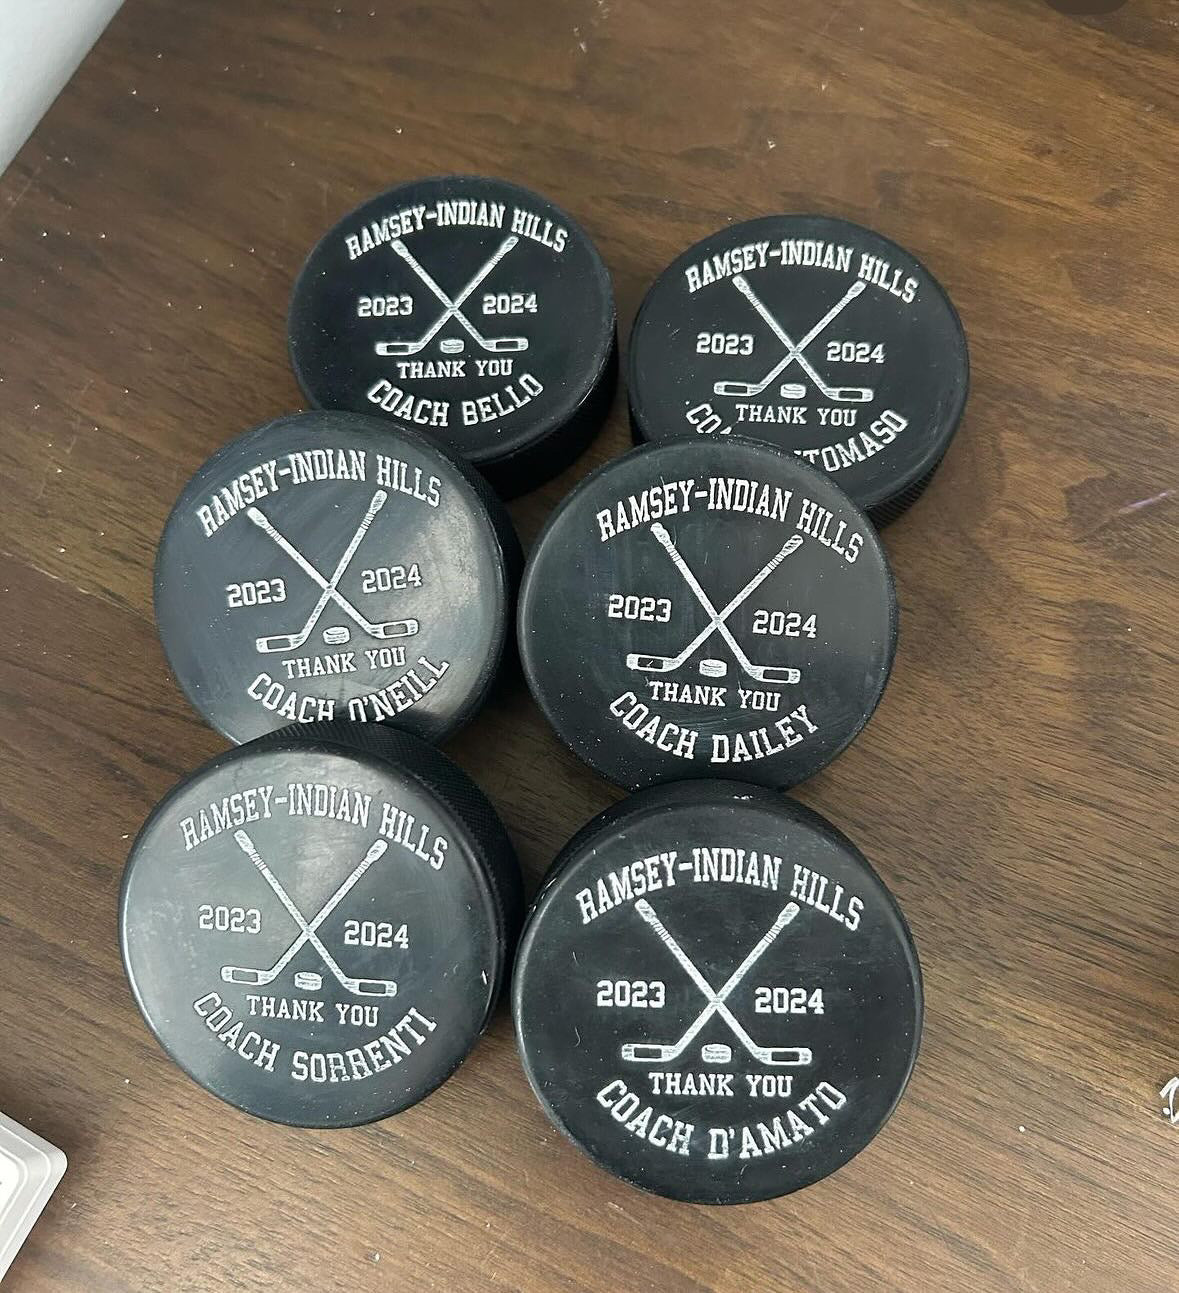 RAMSEY-INDIAN HILLS
2023 2024
THANK YOU
COACH BELLO
RAMSEY-INDIAN HILLS
2023 2024
THANK YOU
RAMSEY-INDIAN HILLS
2023 2024
THANK YOU
COACH O'NEILL
RAMSEY-INDIAN HILLS
2023 2024
THANK YOU
COACH DAILEY
RAMSEY-INDIAN HILLS
2023 2024
THANK YOU
COACH SORRENTI
RAMSEY-INDIAN HILLS
2023 2024
THANK YOU
COACH D'AMATO